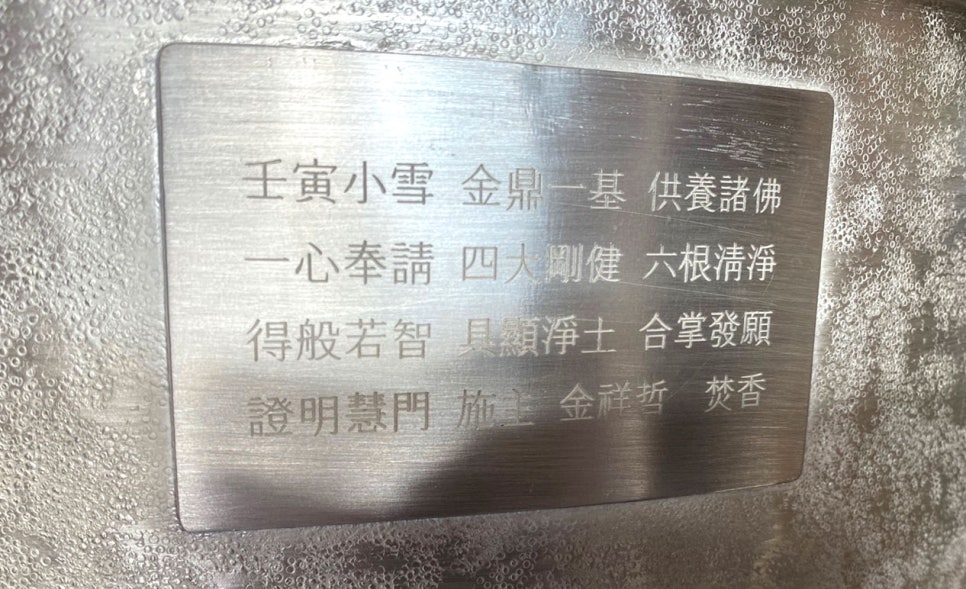 壬寅小雪 金鼎一基 供養諸佛
一心奉請 四大剛健 六根淸淨
得般若智 具顯淨土 合掌發願
證明慧門 施主 金祥哲 焚香